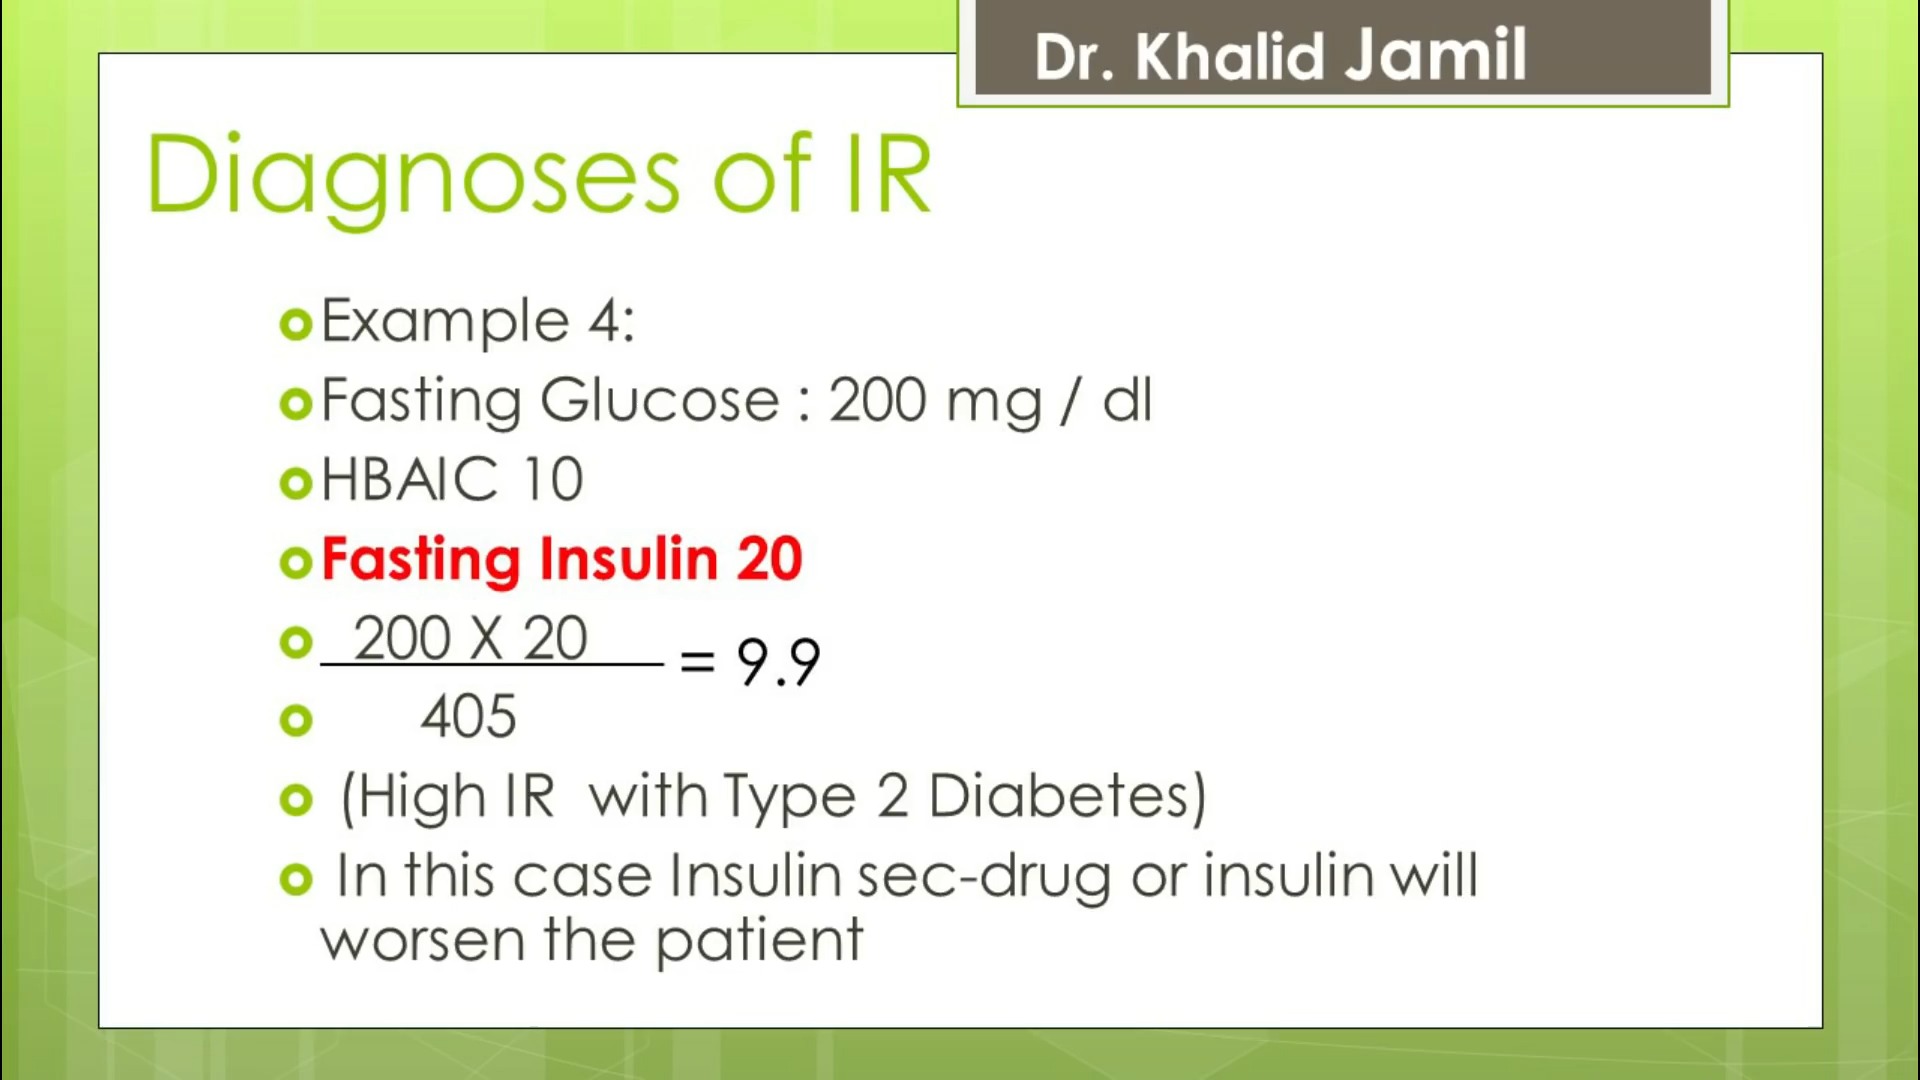 Dr. Khalid Jamil
Diagnoses of IR
Example 4:
Fasting Glucose : 200 mg / dl
HBAIC 10
Fasting Insulin 20
200 X 20
= 9.9
405
(High IR with Type 2 Diabetes)
In this case Insulin sec-drug or insulin will
worsen the patient